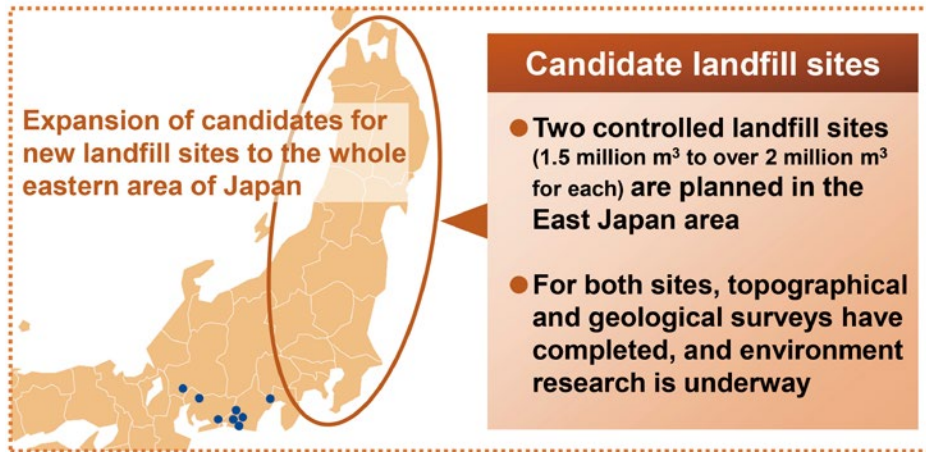 Expansion of candidates for
new landfill sites to the whole
eastern area of Japan
Candidate landfill sites
● Two controlled landfill sites
(1.5 million m³ to over 2 million m³
for each) are planned in the
East Japan area
● For both sites, topographical
and geological surveys have
completed, and environment
research is underway